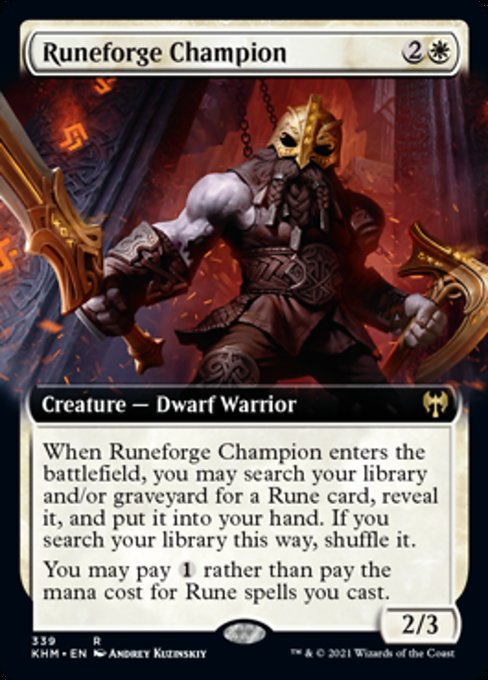 Runeforge Champion 2
Creature — Dwarf Warrior
When Runeforge Champion enters the
battlefield, you may search your library
and/or graveyard for a Rune card, reveal
it, and put it into your hand. If you
search your library this way, shuffle it.
You may pay 1 rather than pay the
mana cost for Rune spells you cast.
2/3
339 R
KHM • EN Andrey Kuzinskiy
™ & © 2021 Wizards of the Coast